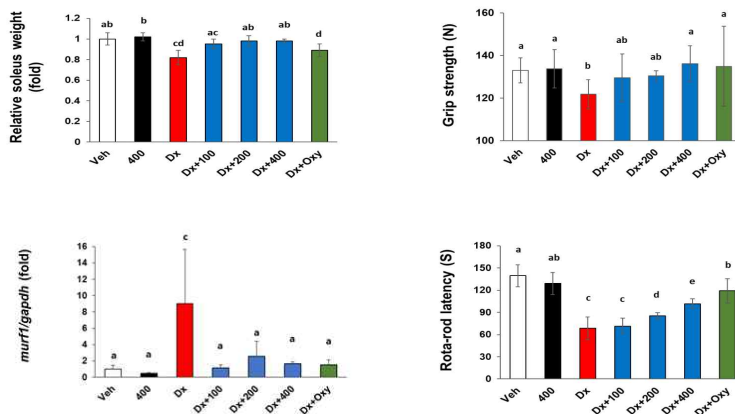 Relative soleus weight
(fold)
1.2
1
0.8
0.6
0.4
0.2
0
ab
b
cd
ac
ab
ab
d
Veh
400
Dx
Dx+100
Dx+200
Dx+400
Dx+Oxy
Grip strength (N)
160
140
120
100
a
a
b
ab
ab
a
a
Veh
400
Dx
Dx+100
Dx+200
Dx+400
Dx+Oxy
murf1/gapdh (fold)
16
14
12
10
8
6
4
2
0
a
a
c
a
a
a
a
Veh
400
Dx
Dx+100
Dx+200
Dx+400
Dx+Oxy
Rota-rod latency (S)
180
150
120
90
60
30
0
a
ab
c
c
d
e
b
Veh
400
Dx
Dx+100
Dx+200
Dx+400
Dx+Oxy